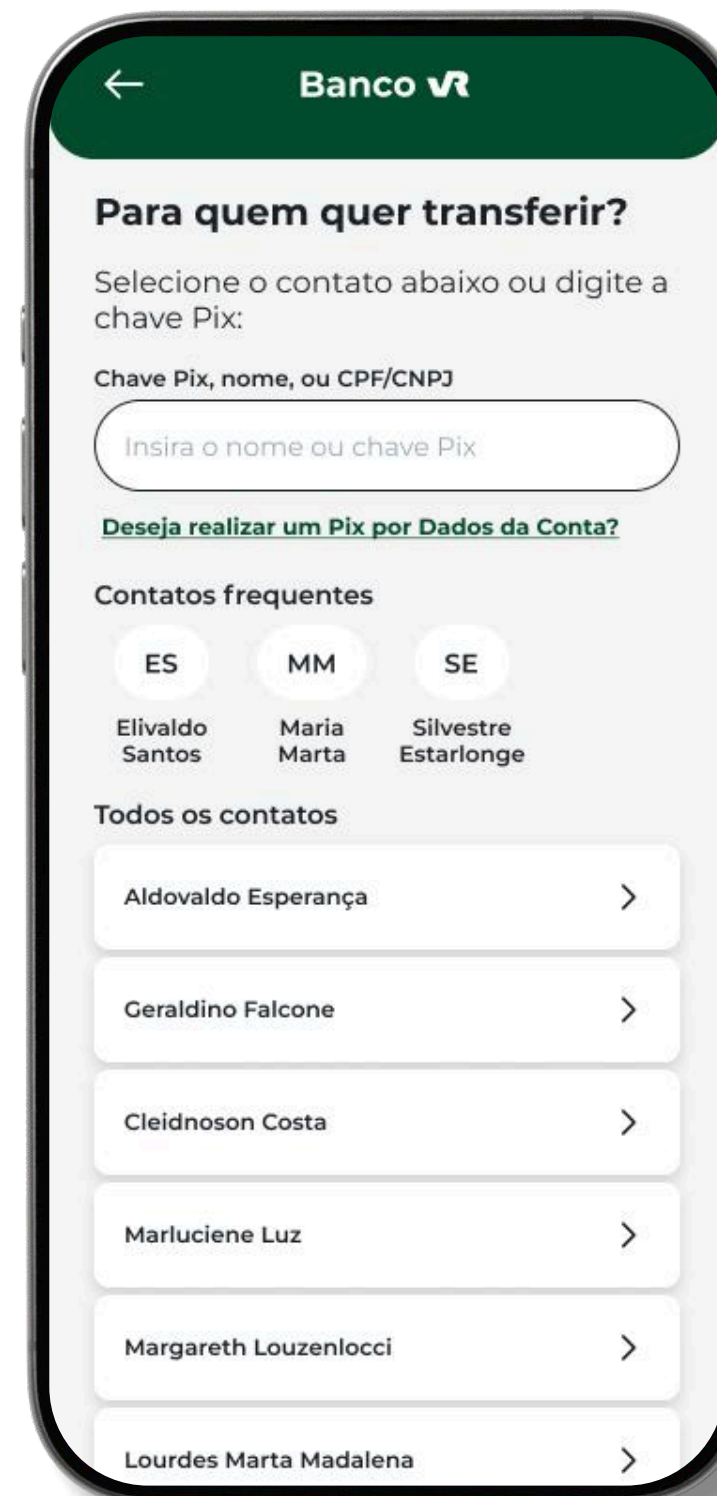 Banco VR
Para quem quer transferir?
Selecione o contato abaixo ou digite a
chave Pix:
Chave Pix, nome, ou CPF/CNPJ
Insira o nome ou chave Pix
Deseja realizar um Pix por Dados da Conta?
Contatos frequentes
ES MM SE
Elivaldo Maria Silvestre
Santos Marta Estarlonge
Todos os contatos
Aldovaldo Esperança
Geraldino Falcone
Cleidnoson Costa
Marluciene Luz
Margareth Louzenlocci
Lourdes Marta Madalena